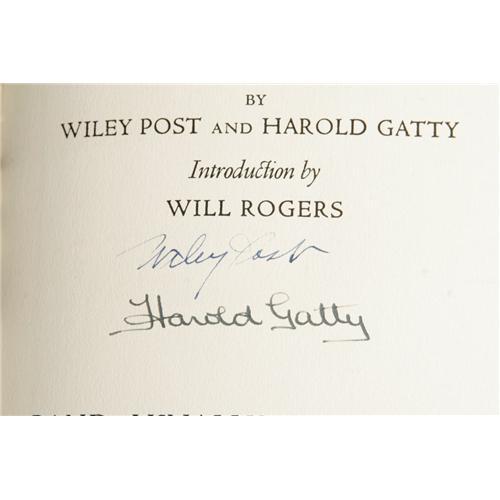 BY
WILEY POST AND HAROLD GATTY
Introduction by
WILL ROGERS
Wiley Post
Harold Gatty